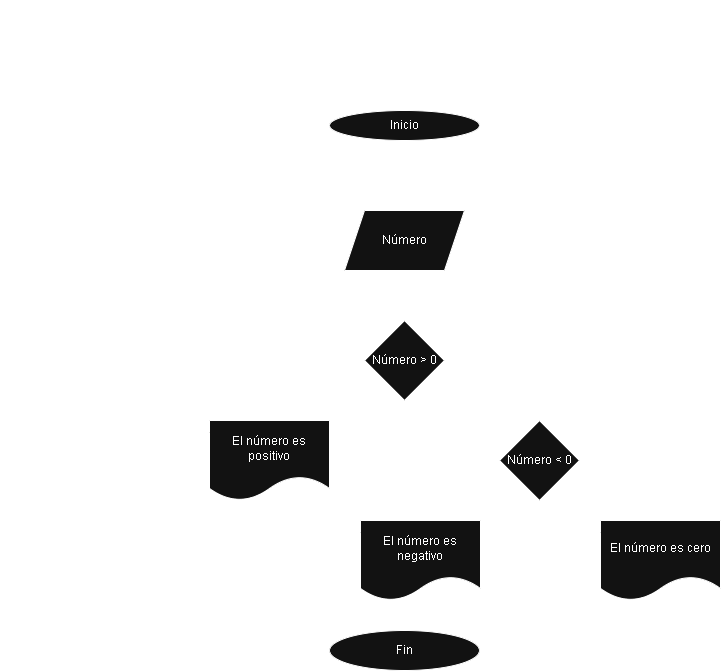 Inicio
Número
Número > 0
El número es
positivo
Número < 0
El número es
negativo
El número es cero
Fin